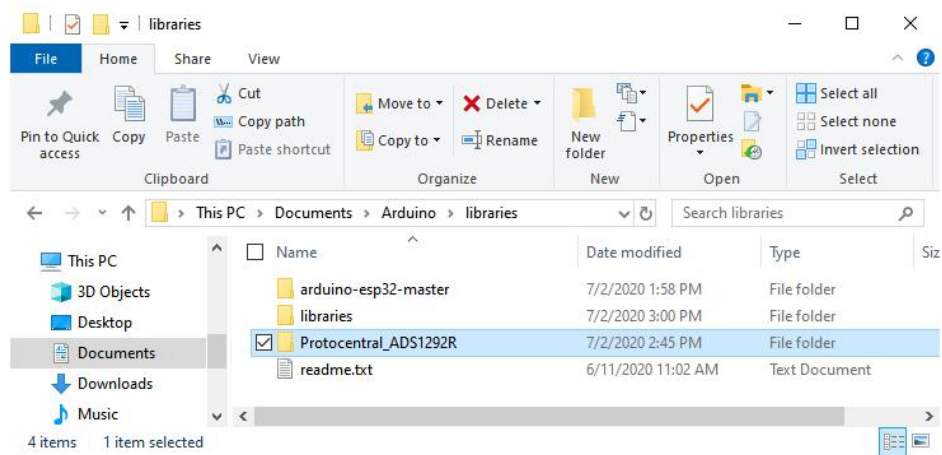 libraries
File Home Share View
Pin to Quick access
Copy
Paste
Cut
Copy path
Paste shortcut
Clipboard
Move to
Copy to
Delete
Rename
Organize
New folder
New
Properties
Open
Select all
Select none
Invert selection
Select
This PC > Documents > Arduino > libraries
Search libraries
This PC
3D Objects
Desktop
Documents
Downloads
Music
Name Date modified Type Siz
arduino-esp32-master 7/2/2020 1:58 PM File folder
libraries 7/2/2020 3:00 PM File folder
Protocentral_ADS1292R 7/2/2020 2:45 PM File folder
readme.txt 6/11/2020 11:02 AM Text Document
4 items 1 item selected